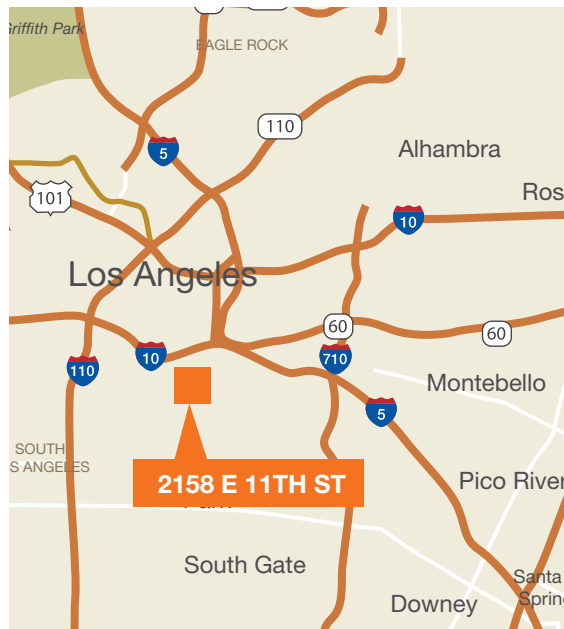 Griffith Park
EAGLE ROCK
110
5
Alhambra
101
Ros
10
Los Angeles
60
60
10
710
110
Montebello
5
SOUTH
S ANGELES
Pico River
2158 E 11TH ST
South Gate
Santa
Spring
Downey